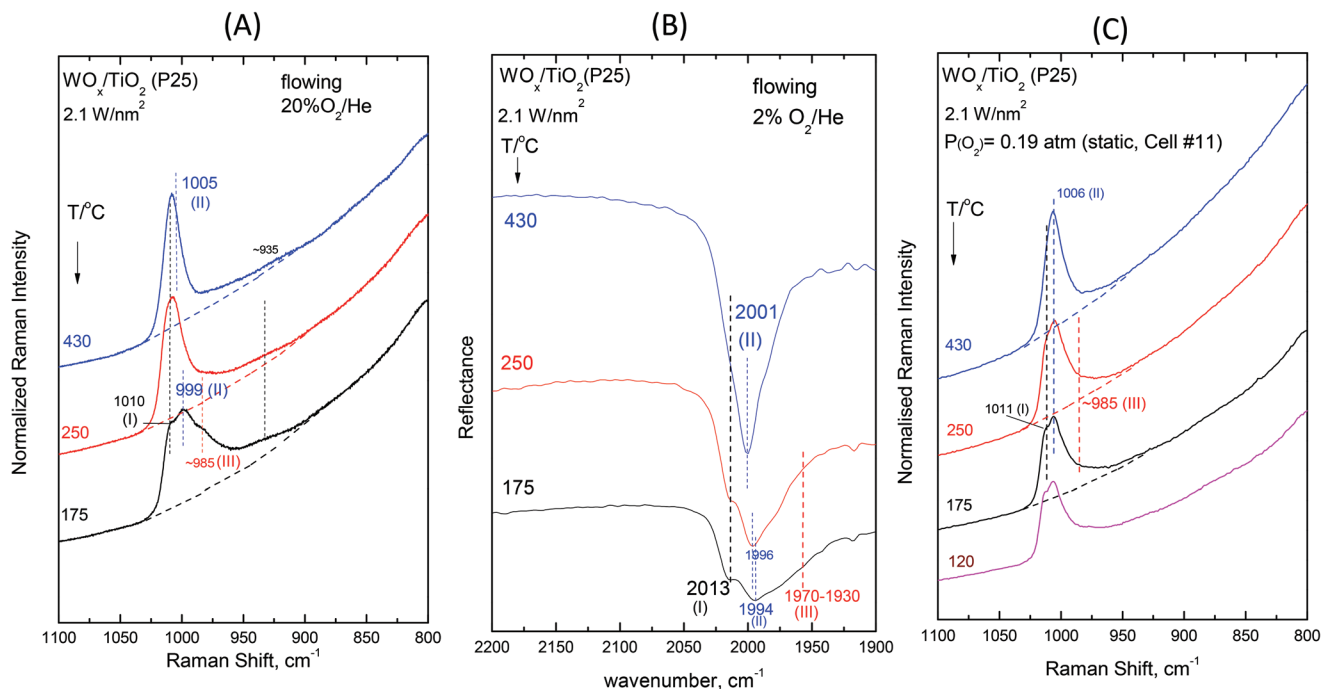 (A)
WOx/TiO2 (P25)
2.1 W/nm2
flowing
20%O2/He
T/°C
1005
(II)
~935
430
250
1010
(I)
999 (II)
~985 (III)
175
Normalized Raman Intensity
1100 1050 1000 950 900 850 800
Raman Shift, cm-1
(B)
WOx/TiO2 (P25)
2.1 W/nm2
flowing
2% O2/He
T/°C
430
2001
(II)
250
175
1996
2013
(I)
1994
(II)
1970-1930
(III)
Reflectance
2200 2150 2100 2050 2000 1950 1900
wavenumber, cm-1
(C)
WOx/TiO2 (P25)
2.1 W/nm2
P(O2)= 0.19 atm (static, Cell #11)
T/°C
1006 (II)
430
250
1011 (I)
~985 (III)
175
120
Normalised Raman Intensity
1100 1050 1000 950 900 850 800
Raman Shift, cm-1